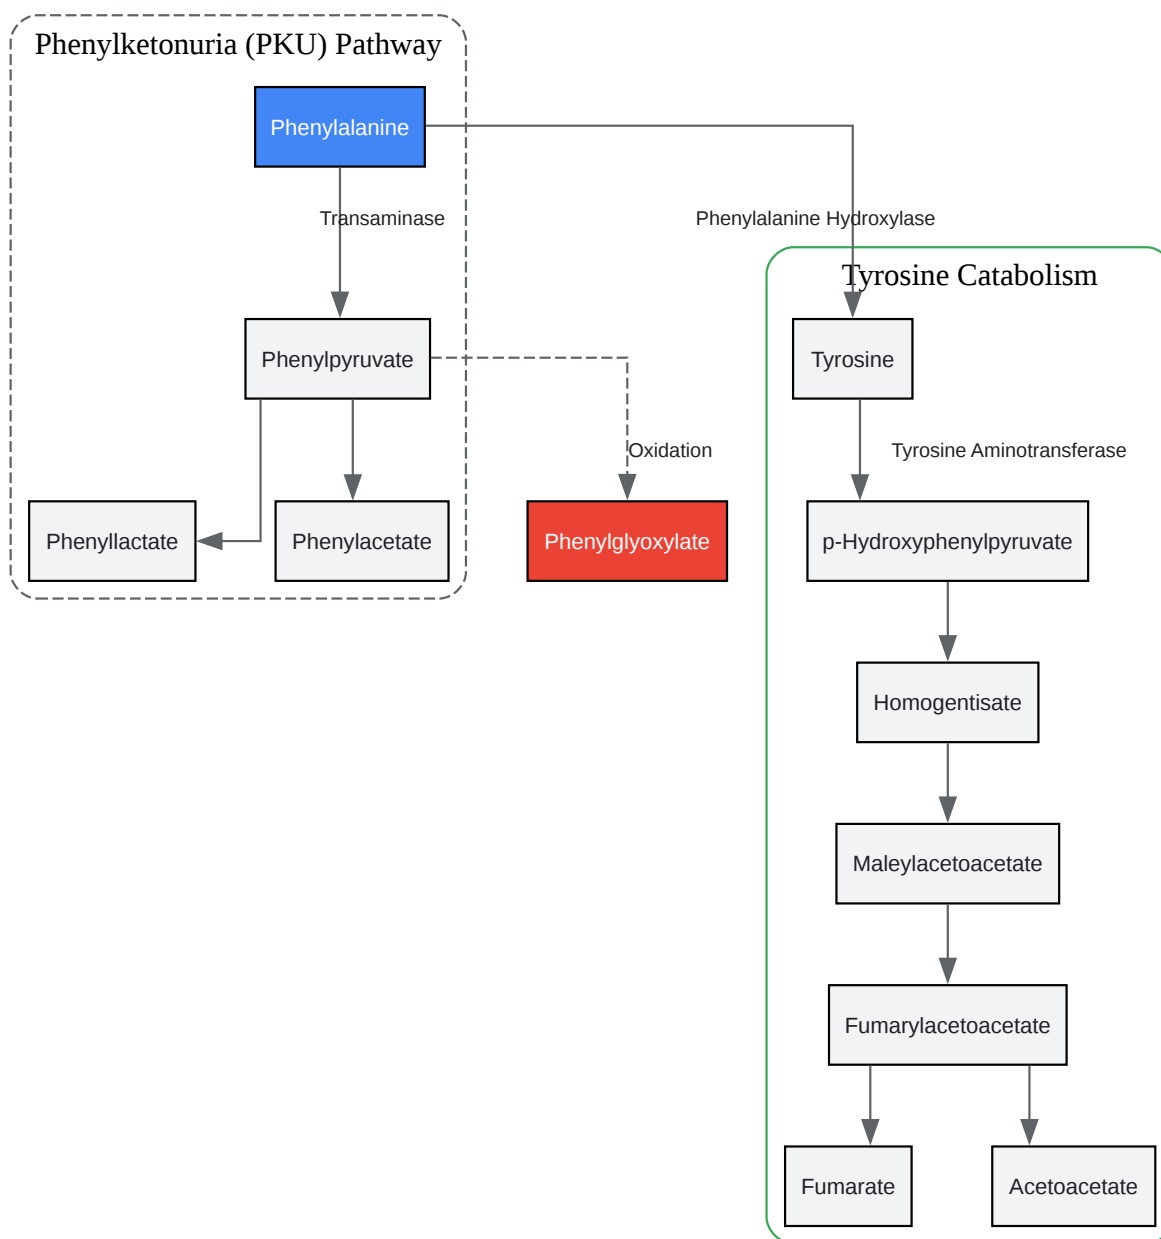 Phenylketonuria (PKU) Pathway
Phenylalanine
Transaminase
Phenylalanine Hydroxylase
Tyrosine Catabolism
Phenylpyruvate
Tyrosine
Oxidation
Tyrosine Aminotransferase
Phenyllactate
Phenylacetate
Phenylglyoxylate
p-Hydroxyphenylpyruvate
Homogentisate
Maleylacetoacetate
Fumarylacetoacetate
Fumarate
Acetoacetate